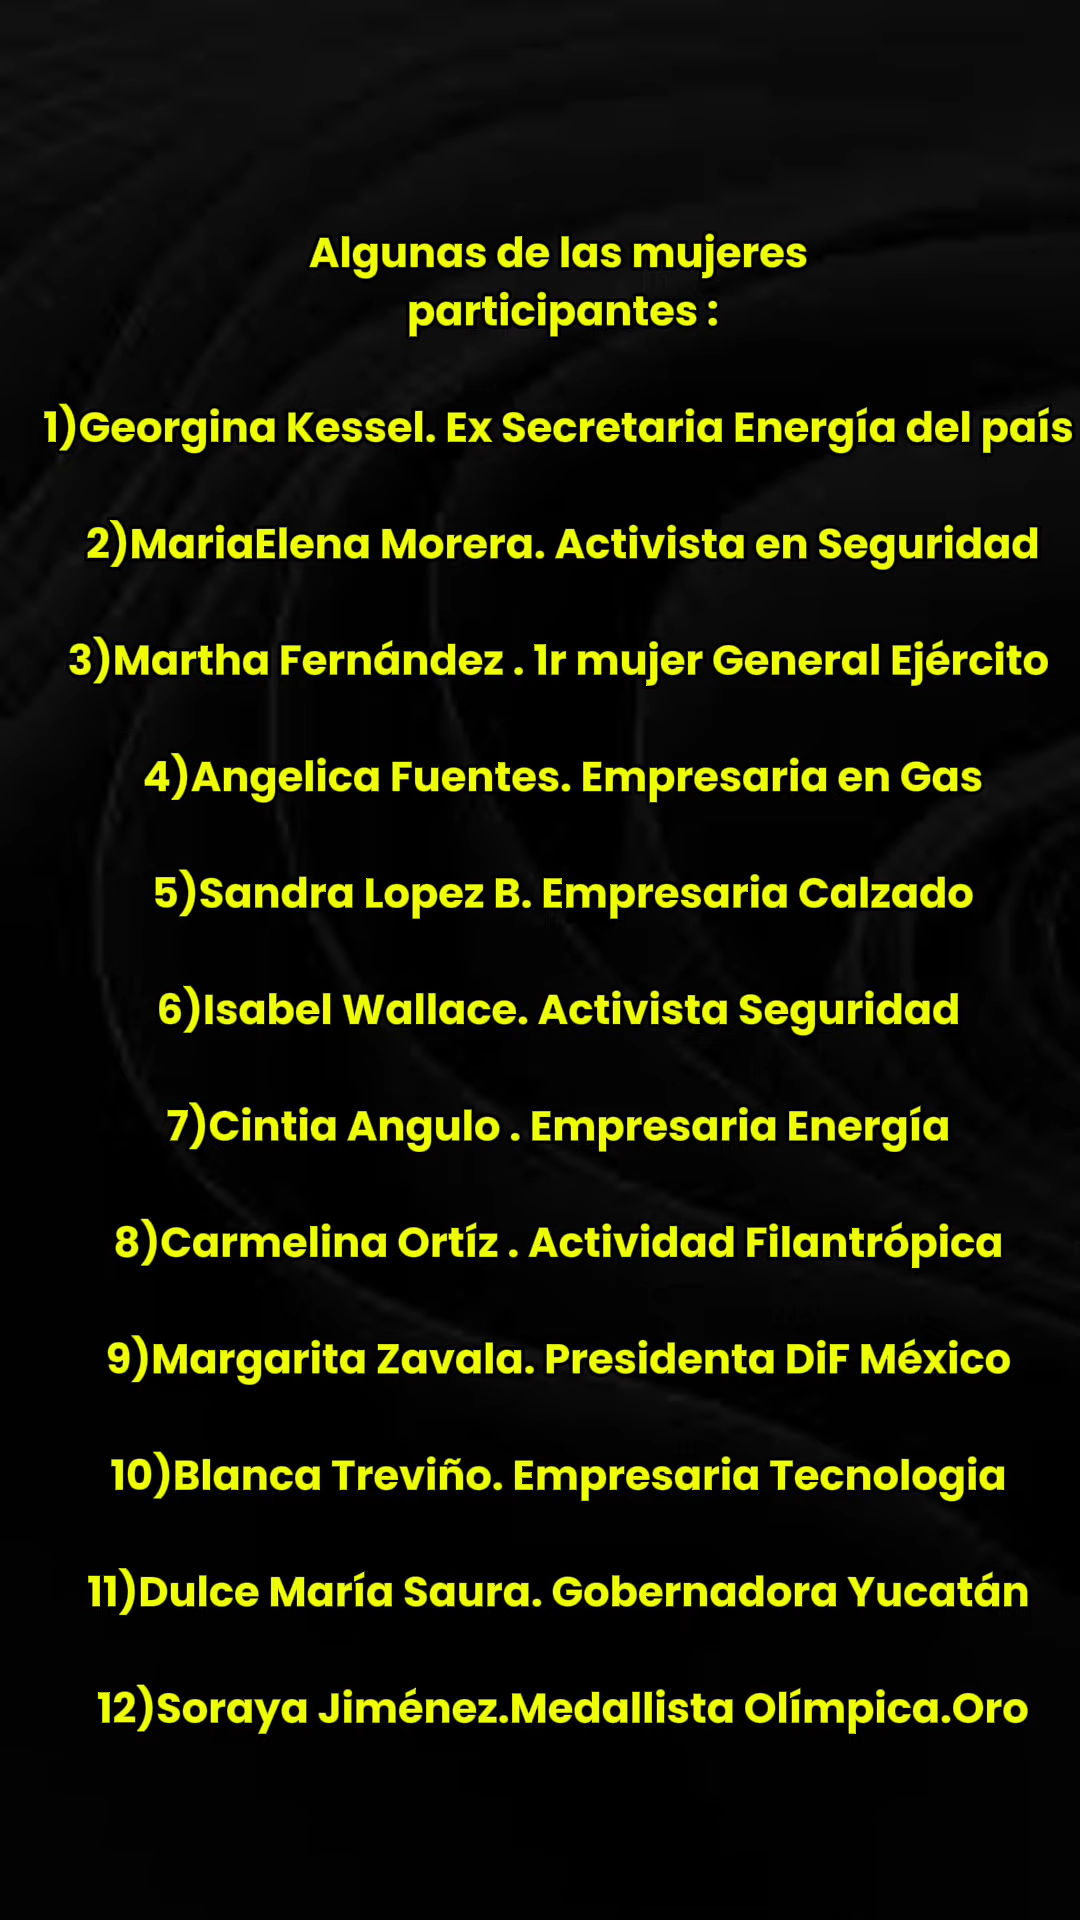 Algunas de las mujeres
participantes :
1)Georgina Kessel. Ex Secretaria Energía del país
2)MariaElena Morera. Activista en Seguridad
3)Martha Fernández . 1r mujer General Ejército
4)Angelica Fuentes. Empresaria en Gas
5)Sandra Lopez B. Empresaria Calzado
6)Isabel Wallace. Activista Seguridad
7)Cintia Angulo . Empresaria Energía
8)Carmelina Ortíz . Actividad Filantrópica
9)Margarita Zavala. Presidenta DiF México
10)Blanca Treviño. Empresaria Tecnologia
11)Dulce María Saura. Gobernadora Yucatán
12)Soraya Jiménez.Medallista Olímpica.Oro